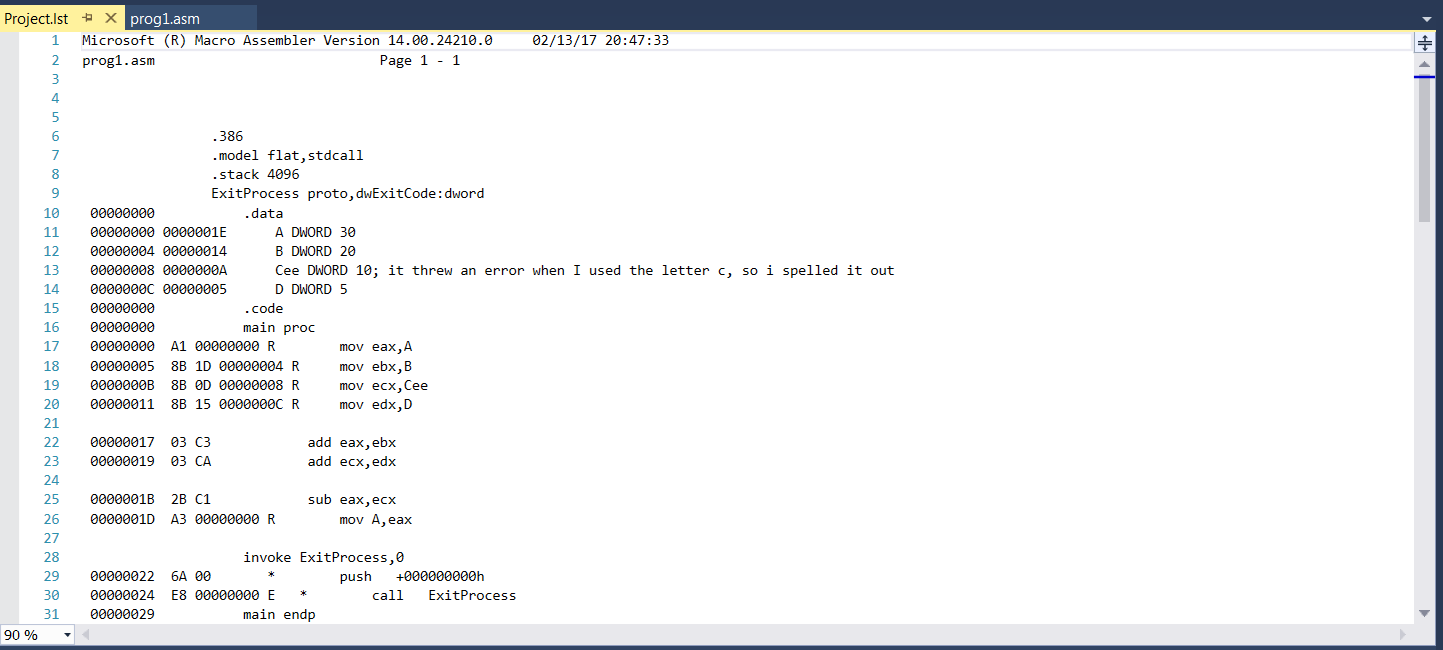 Project.lst prog1.asm
1 Microsoft (R) Macro Assembler Version 14.00.24210.0 02/13/17 20:47:33
2 prog1.asm Page 1 - 1
3
4
5
6 .386
7 .model flat,stdcall
8 .stack 4096
9 ExitProcess proto,dwExitCode:dword
10 00000000 .data
11 00000000 0000001E A DWORD 30
12 00000004 00000014 B DWORD 20
13 00000008 0000000A Cee DWORD 10; it threw an error when I used the letter c, so i spelled it out
14 0000000C 00000005 D DWORD 5
15 00000000 .code
16 00000000 main proc
17 00000000 A1 00000000 R mov eax,A
18 00000005 8B 1D 00000004 R mov ebx,B
19 0000000B 8B 0D 00000008 R mov ecx,Cee
20 00000011 8B 15 0000000C R mov edx,D
21
22 00000017 03 C3 add eax,ebx
23 00000019 03 CA add ecx,edx
24
25 0000001B 2B C1 sub eax,ecx
26 0000001D A3 00000000 R mov A,eax
27
28 invoke ExitProcess,0
29 00000022 6A 00 * push +000000000h
30 00000024 E8 00000000 E * call ExitProcess
31 00000029 main endp
90 %